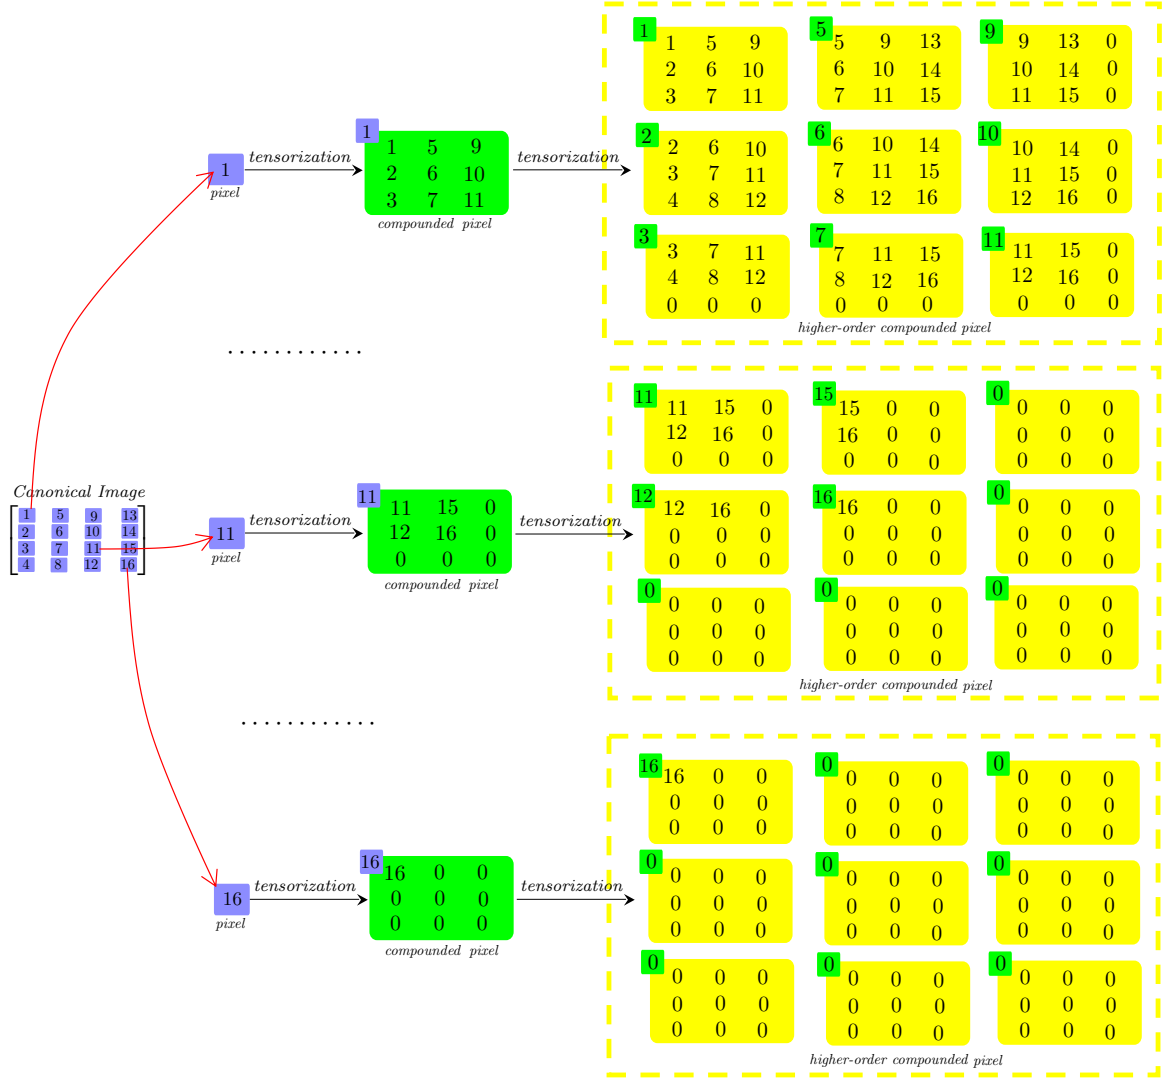 1 5 9
1 5 9 5 9 13 9 13 0
2 6 10 6 10 14 10 14 0
3 7 11 7 11 15 11 15 0
1
1 5 9
2 6 10
3 7 11
tensorization
tensorization
1
pixel
compounded pixel
2 6 10
2 6 10 6 10 14 10 14 0
3 7 11 7 11 15 11 15 0
4 8 12 8 12 16 12 16 0
3 7 11
3 7 11 7 11 15 11 15 0
4 8 12 8 12 16 12 16 0
0 0 0 0 0 0 0 0 0
higher-order compounded pixel
............
Canonical Image
1 5 9 13
2 6 10 14
3 7 11 15
4 8 12 16
11
pixel
tensorization
11
11 15 0
12 16 0
0 0 0
compounded pixel
tensorization
11 15 0
11 15 0 15 0 0 0 0 0
12 16 0 16 0 0 0 0 0
0 0 0 0 0 0 0 0 0
12 16 0
12 16 0 16 0 0 0 0 0
0 0 0 0 0 0 0 0 0
0 0 0 0 0 0 0 0 0
0 0 0
0 0 0 0 0 0 0 0 0
0 0 0 0 0 0 0 0 0
0 0 0 0 0 0 0 0 0
higher-order compounded pixel
............
16
pixel
tensorization
16
16 0 0
0 0 0
0 0 0
compounded pixel
tensorization
16 0 0
16 0 0 0 0 0 0 0 0
0 0 0 0 0 0 0 0 0
0 0 0 0 0 0 0 0 0
0 0 0
0 0 0 0 0 0 0 0 0
0 0 0 0 0 0 0 0 0
0 0 0 0 0 0 0 0 0
0 0 0
0 0 0 0 0 0 0 0 0
0 0 0 0 0 0 0 0 0
0 0 0 0 0 0 0 0 0
higher-order compounded pixel